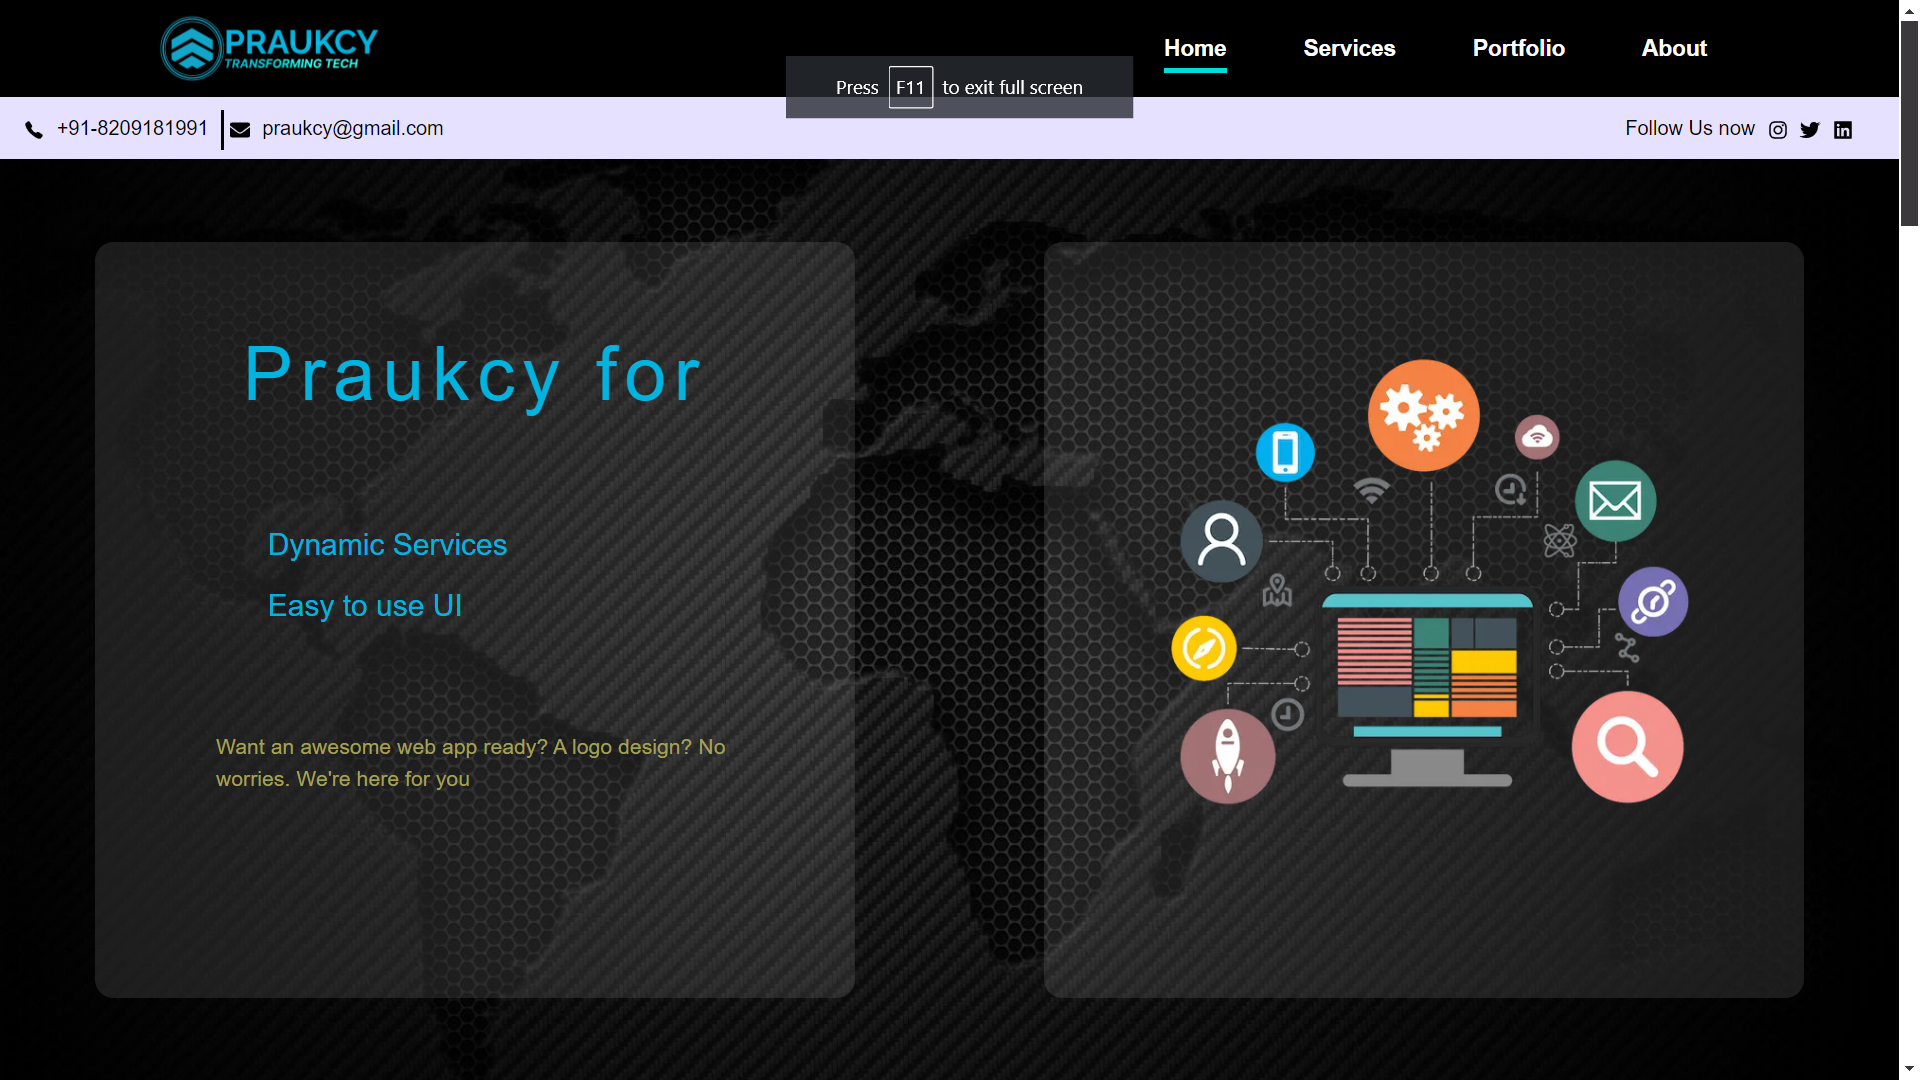 PRAUKCY
TRANSFORMING TECH
Home Services Portfolio About
Press F11 to exit full screen
+91-8209181991 praukcy@gmail.com Follow Us now
Praukcy for
Dynamic Services
Easy to use UI
Want an awesome web app ready? A logo design? No
worries. We're here for you